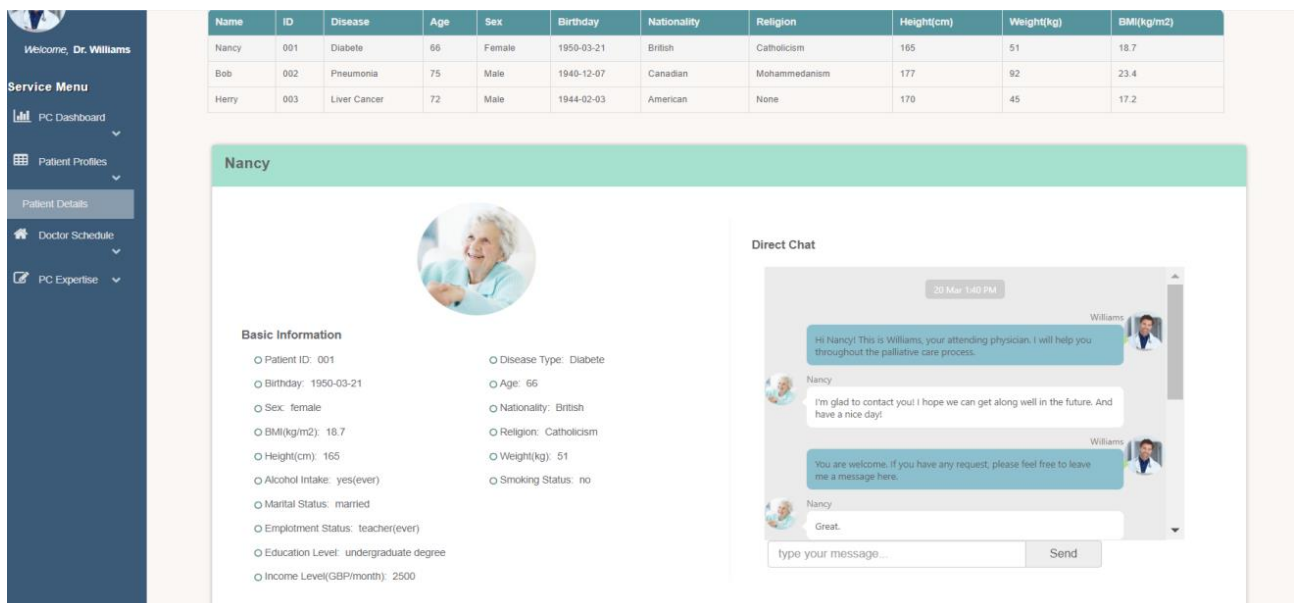 Welcome, Dr. Williams
Service Menu
PC Dashboard
Patient Profiles
Patient Details
Doctor Schedule
PC Expertise
Name ID Disease Age Sex Birthday Nationality Religion Height(cm) Weight(kg) BMI(kg/m2)
Nancy 001 Diabete 66 Female 1950-03-21 British Catholicism 165 51 18.7
Bob 002 Pneumonia 75 Male 1940-12-07 Canadian Mohammedanism 177 92 23.4
Herry 003 Liver Cancer 72 Male 1944-02-03 American None 170 45 17.2
Nancy
Basic Information
Patient ID: 001 Disease Type: Diabete
Birthday: 1950-03-21 Age: 66
Sex: female Nationality: British
BMI(kg/m2): 18.7 Religion: Catholicism
Height(cm): 165 Weight(kg): 51
Alcohol Intake: yes(ever) Smoking Status: no
Marital Status: married
Emplotment Status: teacher(ever)
Education Level: undergraduate degree
Income Level(GBP/month): 2500
Direct Chat
20 Mar 1:40 PM
Williams
Hi Nancy! This is Williams, your attending physician. I will help you
throughout the palliative care process.
Nancy
I'm glad to contact you! I hope we can get along well in the future. And
have a nice day!
Williams
You are welcome. If you have any request, please feel free to leave
me a message here.
Nancy
Great.
type your message... Send